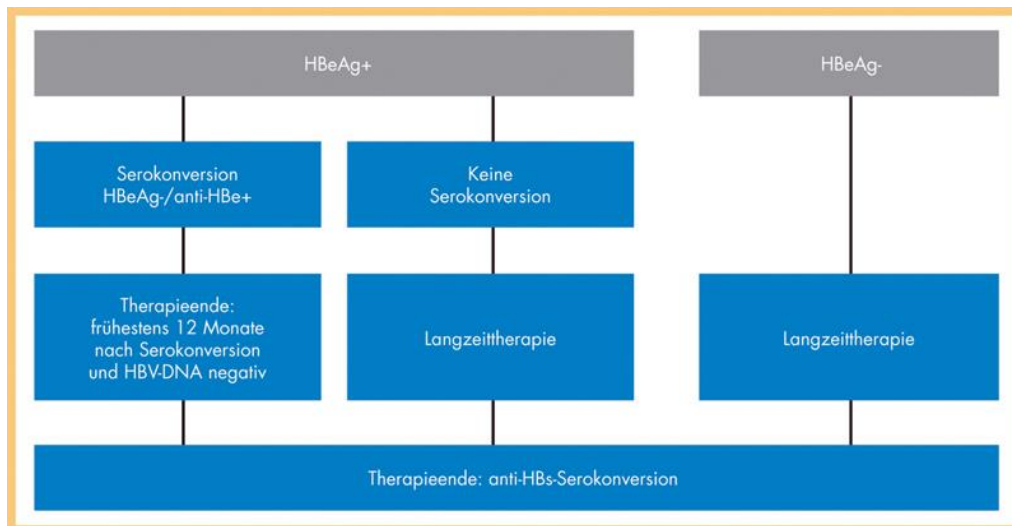 HBeAg+
HBeAg-
Serokonversion
HBeAg-/anti-HBe+
Keine
Serokonversion
Therapieende:
frühestens 12 Monate
nach Serokonversion
und HBV-DNA negativ
Langzeittherapie
Langzeittherapie
Therapieende: anti-HBs-Serokonversion